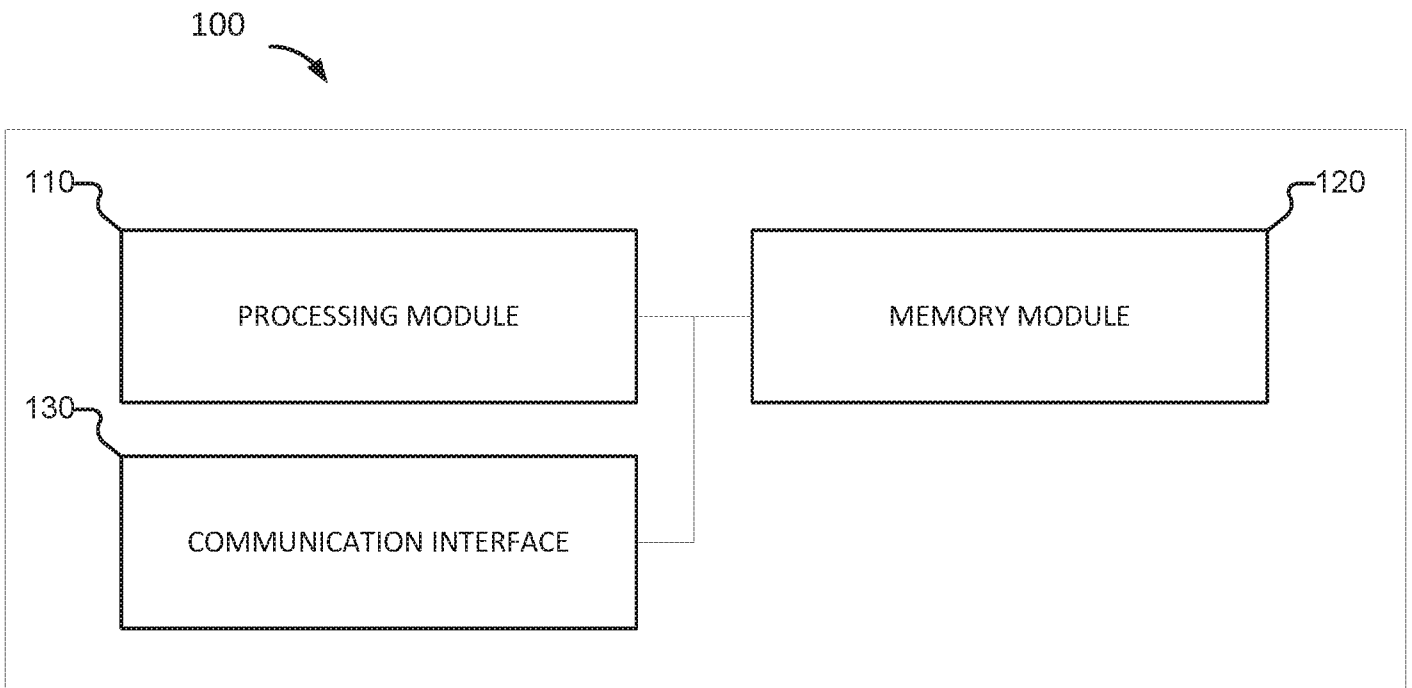 100
110
120
PROCESSING MODULE
MEMORY MODULE
130
COMMUNICATION INTERFACE